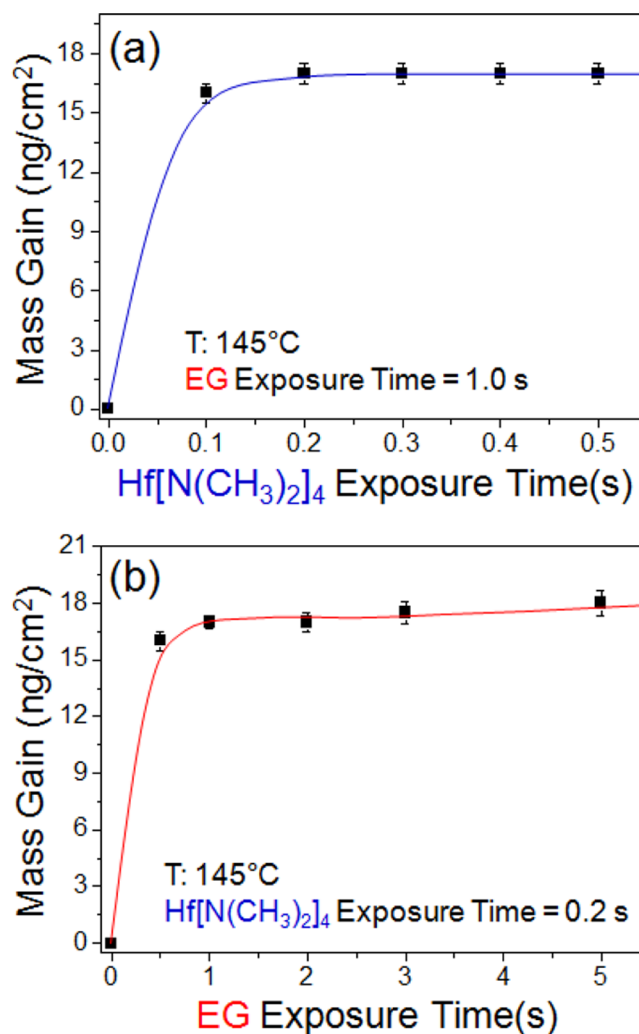 (a)
Mass Gain (ng/cm²)
18
15
12
9
6
3
0
T: 145°C
EG Exposure Time = 1.0 s
0.0 0.1 0.2 0.3 0.4 0.5
Hf[N(CH₃)₂]₄ Exposure Time(s)
(b)
Mass Gain (ng/cm²)
21
18
15
12
9
6
3
0
T: 145°C
Hf[N(CH₃)₂]₄ Exposure Time = 0.2 s
0 1 2 3 4 5
EG Exposure Time(s)